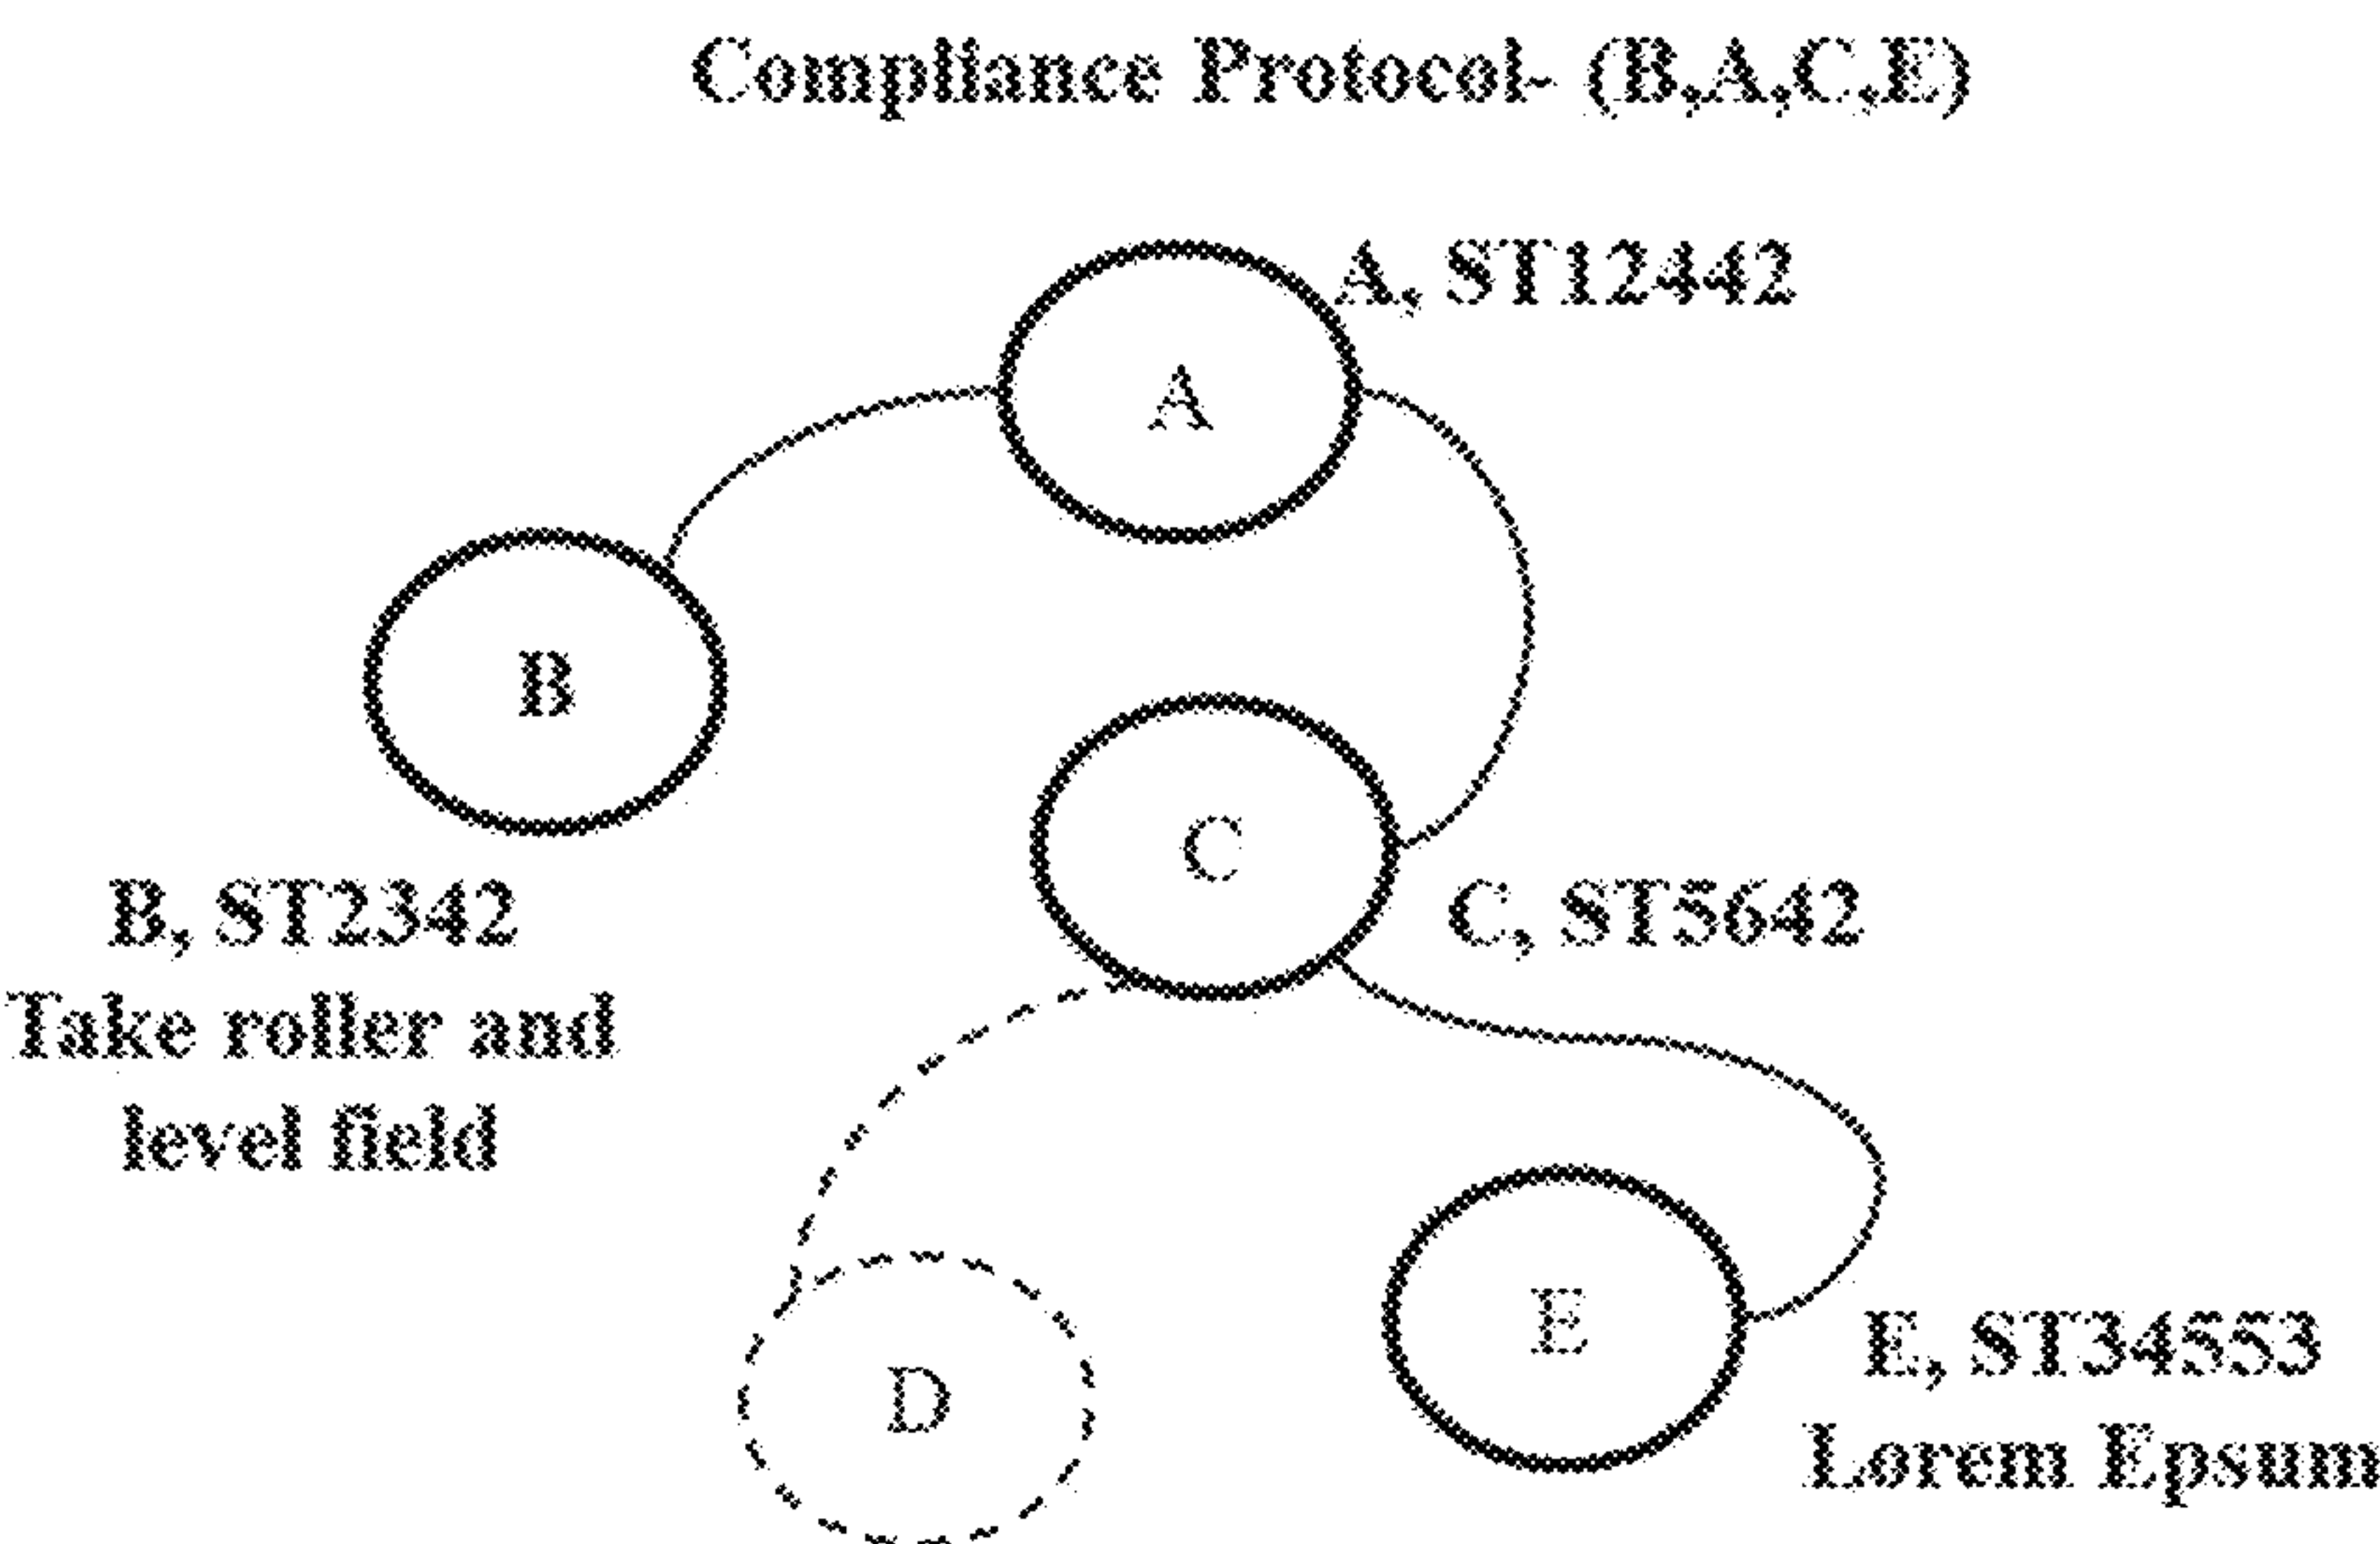 Compliance Protocol- (B,A,C,E)
A, ST12442
A
B
C
B, ST2342
Take roller and
level field
C, ST5642
D
E
E, ST34553
Lorem Epsum